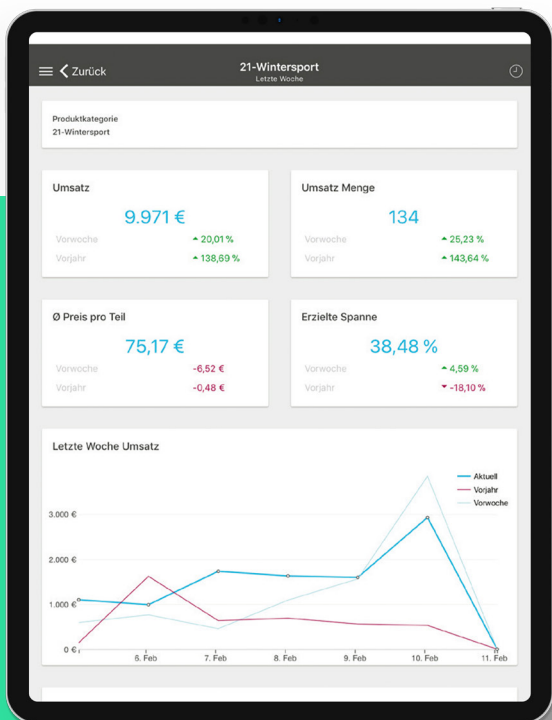 Zurück
21-Wintersport
Letzte Woche
Produktkategorie
21-Wintersport
Umsatz
9.971 €
Vorwoche 20,01 %
Vorjahr 138,69 %
Umsatz Menge
134
Vorwoche 25,23 %
Vorjahr 143,64 %
Ø Preis pro Teil
75,17 €
Vorwoche -6,52 €
Vorjahr -0,48 €
Erzielte Spanne
38,48 %
Vorwoche 4,59 %
Vorjahr -18,10 %
Letzte Woche Umsatz
Aktuell
Vorjahr
Vorwoche
3.000 €
2.000 €
1.000 €
0 €
6. Feb 7. Feb 8. Feb 9. Feb 10. Feb 11. Feb